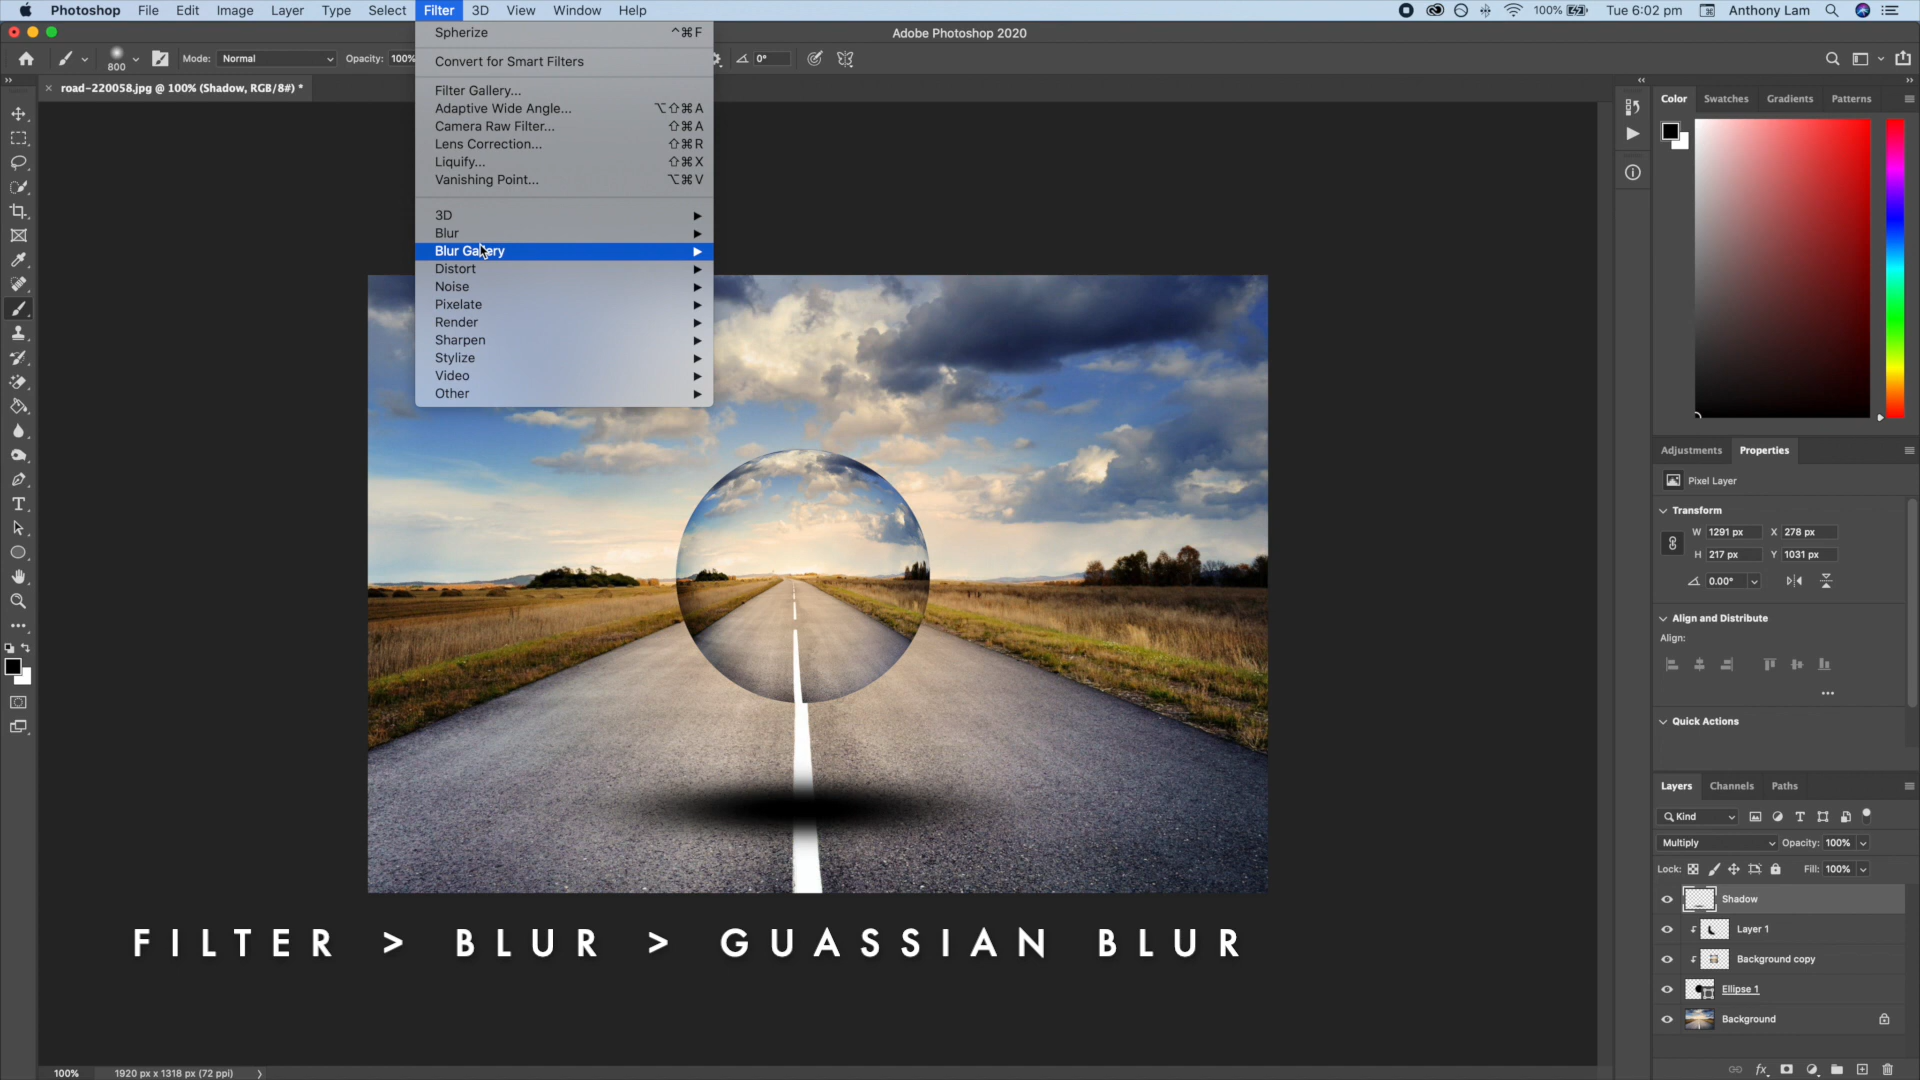 Photoshop File Edit Image Layer Type Select Filter 3D View Window Help 100% Tue 6:02 pm Anthony Lam
Adobe Photoshop 2020
800 Mode: Normal Opacity: 100% 0°
road-220058.jpg @ 100% (Shadow, RGB/8#) *
Spherize ^⌘F
Convert for Smart Filters
Filter Gallery...
Adaptive Wide Angle... ⌥⇧⌘A
Camera Raw Filter... ⇧⌘A
Lens Correction... ⇧⌘R
Liquify... ⇧⌘X
Vanishing Point... ⌥⌘V
3D
Blur
Blur Gallery
Distort
Noise
Pixelate
Render
Sharpen
Stylize
Video
Other
Color Swatches Gradients Patterns
Adjustments Properties
Pixel Layer
Transform
W 1291 px X 278 px
H 217 px Y 1031 px
0.00°
Align and Distribute
Align:
Quick Actions
Layers Channels Paths
Kind
Multiply Opacity: 100%
Lock: Fill: 100%
Shadow
Layer 1
Background copy
Ellipse 1
Background
fx
FILTER > BLUR > GUASSIAN BLUR
100% 1920 px x 1318 px (72 ppi)